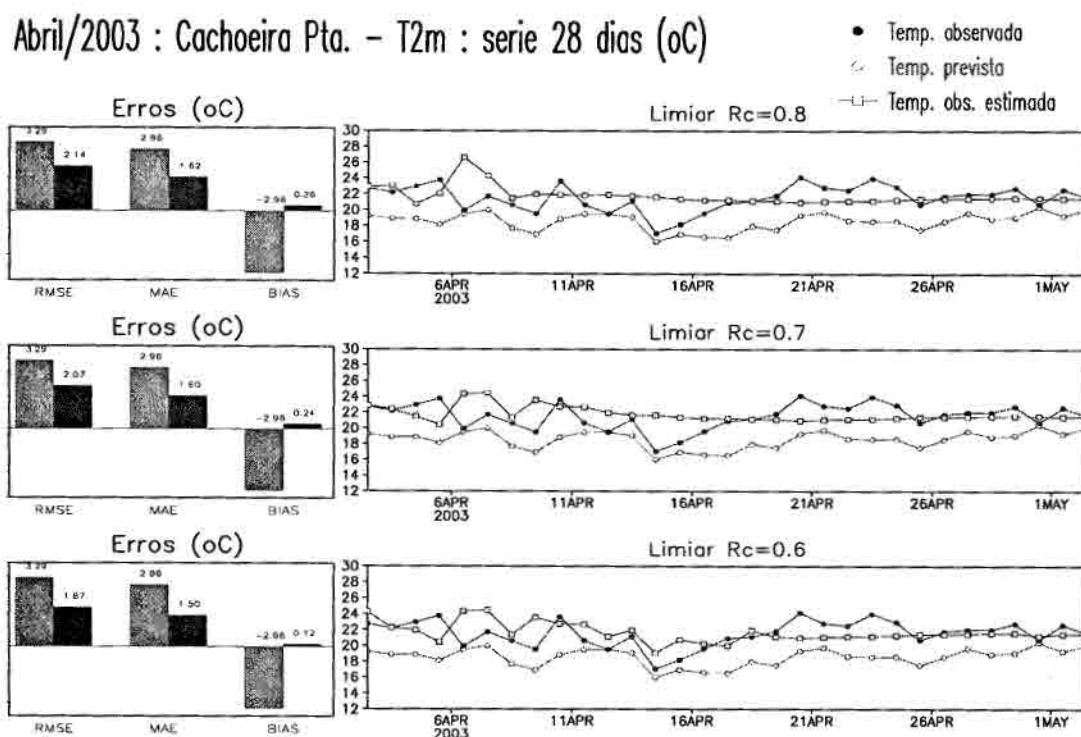 Abril/2003 : Cachoeira Pta. – T2m : serie 28 dias (oC)
Temp. observada
Temp. prevista
Temp. obs. estimada
Erros (oC)
3.29
2.14
2.96
1.62
-2.96
0.26
RMSE
MAE
BIAS
Limiar Rc=0.8
30
28
26
24
22
20
18
16
14
12
6APR
2003
11APR
16APR
21APR
26APR
1MAY
Erros (oC)
3.29
2.07
2.96
1.60
-2.96
0.24
RMSE
MAE
BIAS
Limiar Rc=0.7
30
28
26
24
22
20
18
16
14
12
6APR
2003
11APR
16APR
21APR
26APR
1MAY
Erros (oC)
3.29
1.87
2.96
1.50
-2.96
0.12
RMSE
MAE
BIAS
Limiar Rc=0.6
30
28
26
24
22
20
18
16
14
12
6APR
2003
11APR
16APR
21APR
26APR
1MAY